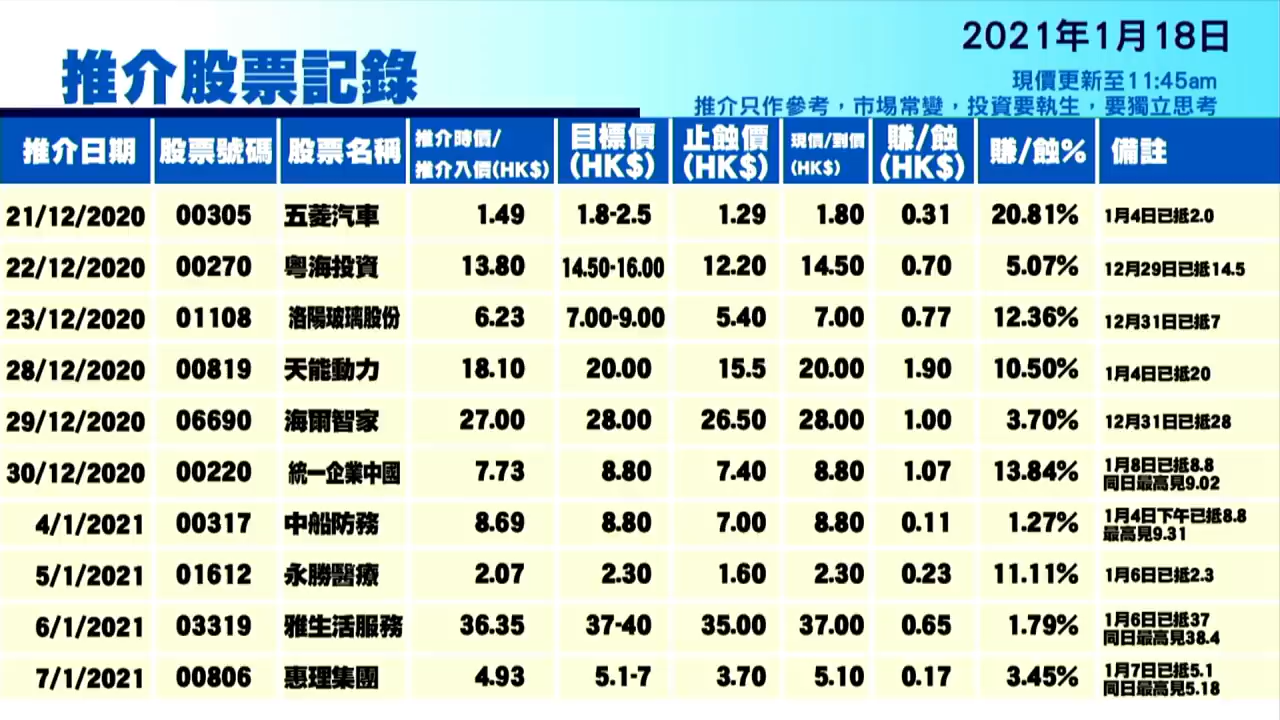 2021年1月18日
推介股票記錄
現價更新至11:45am
推介只作參考，市場常變，投資要執生，要獨立思考
推介日期 股票號碼 股票名稱 推介時價/推介入價(HK$) 目標價(HK$) 止蝕價(HK$) 現價/到價(HK$) 賺/蝕(HK$) 賺/蝕% 備註
21/12/2020 00305 五菱汽車 1.49 1.8-2.5 1.29 1.80 0.31 20.81% 1月4日已抵2.0
22/12/2020 00270 粵海投資 13.80 14.50-16.00 12.20 14.50 0.70 5.07% 12月29日已抵14.5
23/12/2020 01108 洛陽玻璃股份 6.23 7.00-9.00 5.40 7.00 0.77 12.36% 12月31日已抵7
28/12/2020 00819 天能動力 18.10 20.00 15.5 20.00 1.90 10.50% 1月4日已抵20
29/12/2020 06690 海爾智家 27.00 28.00 26.50 28.00 1.00 3.70% 12月31日已抵28
30/12/2020 00220 統一企業中國 7.73 8.80 7.40 8.80 1.07 13.84% 1月8日已抵8.8
同日最高見9.02
4/1/2021 00317 中船防務 8.69 8.80 7.00 8.80 0.11 1.27% 1月4日下午已抵8.8
最高見9.31
5/1/2021 01612 永勝醫療 2.07 2.30 1.60 2.30 0.23 11.11% 1月6日已抵2.3
6/1/2021 03319 雅生活服務 36.35 37-40 35.00 37.00 0.65 1.79% 1月6日已抵37
同日最高見38.4
7/1/2021 00806 惠理集團 4.93 5.1-7 3.70 5.10 0.17 3.45% 1月7日已抵5.1
同日最高見5.18